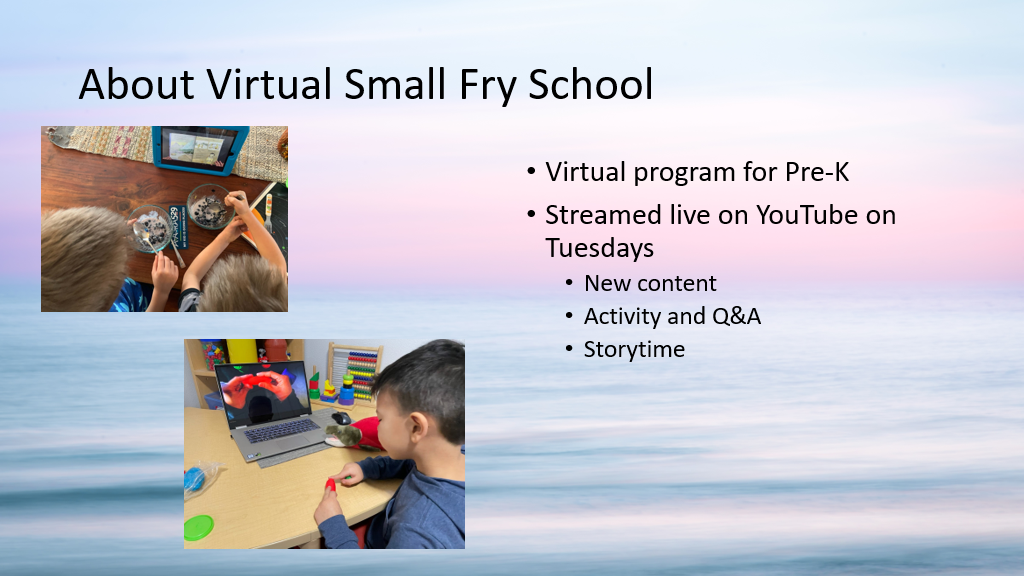 About Virtual Small Fry School
• Virtual program for Pre-K
• Streamed live on YouTube on
Tuesdays
• New content
• Activity and Q&A
• Storytime